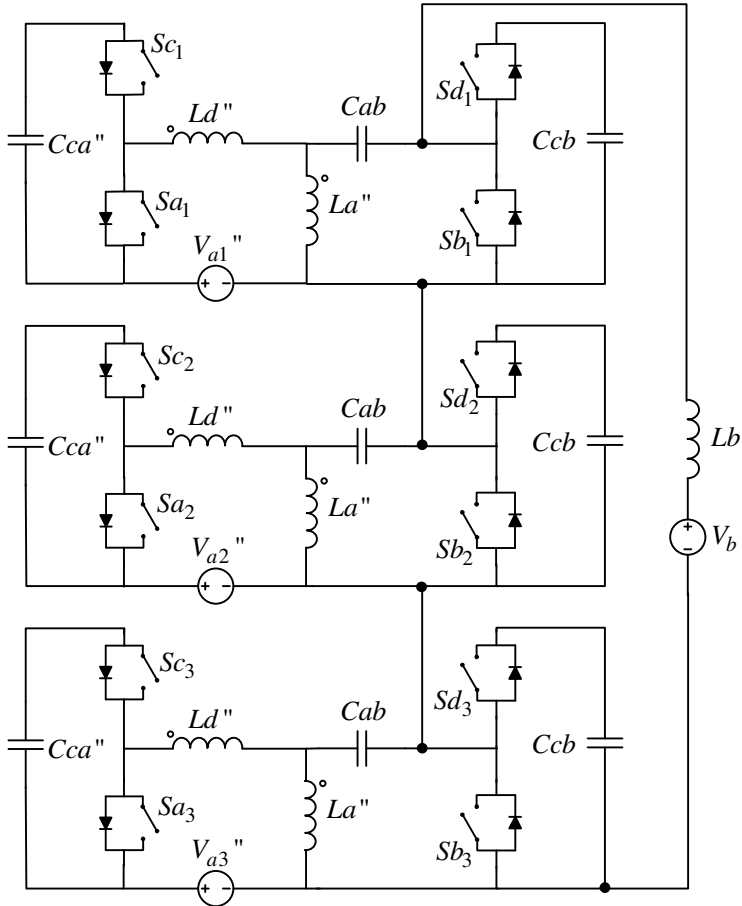 Sc₁
Ld"
Cab
Sd₁
Cca"
Ccb
Sa₁
La"
Sb₁
Vₐ₁"
+ -
Sc₂
Ld"
Cab
Sd₂
Cca"
Ccb
Lb
Sa₂
La"
Sb₂
Vₐ₂"
+ -
+
-
V_b
Sc₃
Ld"
Cab
Sd₃
Cca"
Ccb
Sa₃
La"
Sb₃
Vₐ₃"
+ -